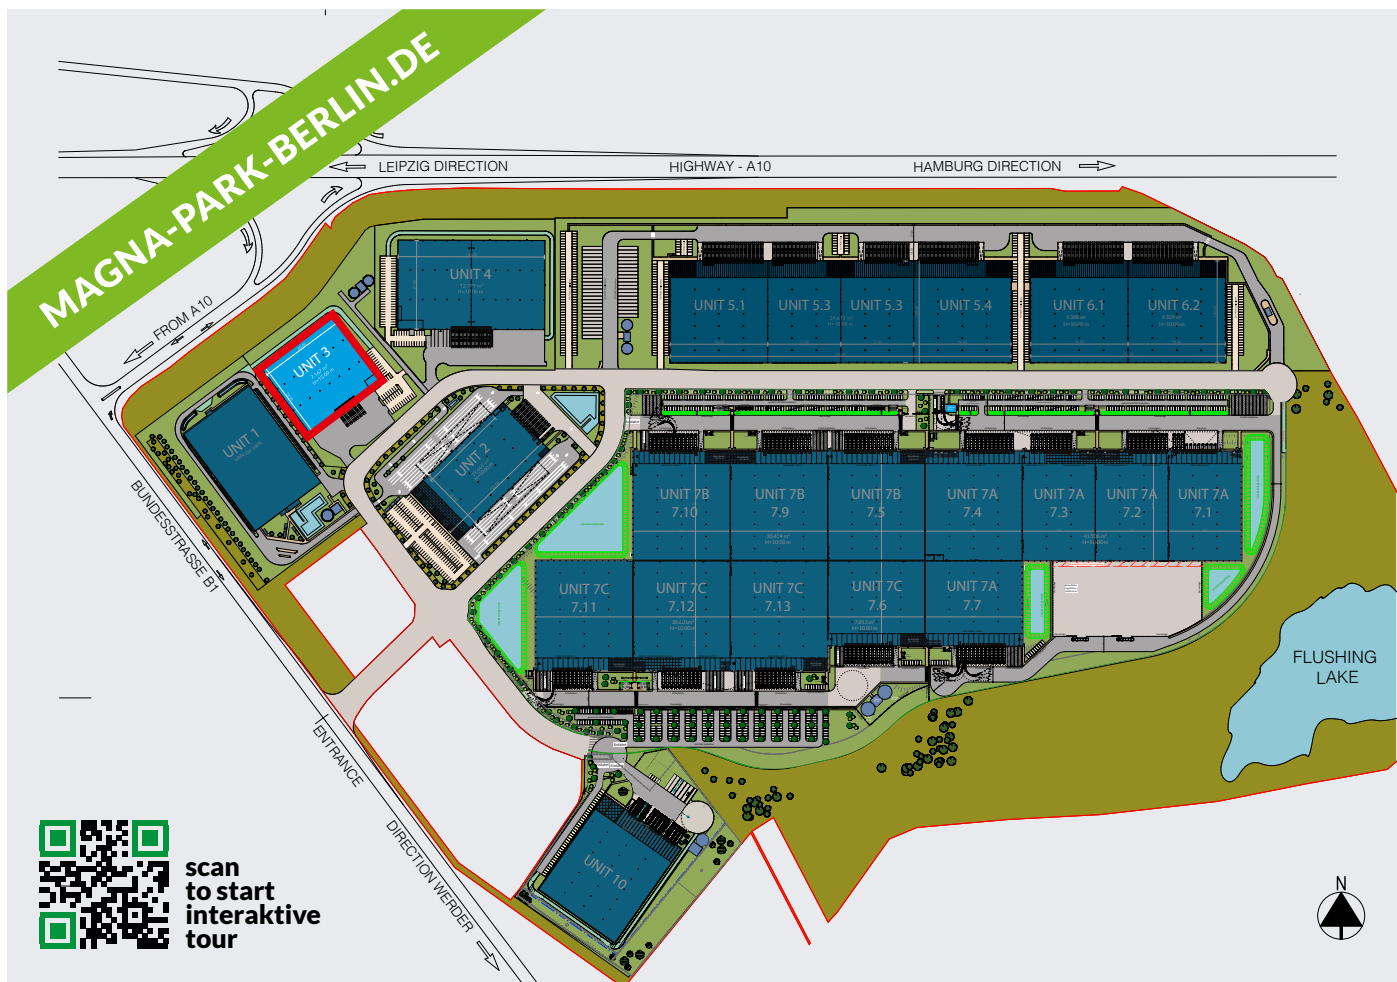 MAGNA-PARK-BERLIN.DE
LEIPZIG DIRECTION
HIGHWAY - A10
HAMBURG DIRECTION
FROM A10
UNIT 4
UNIT 5.1
UNIT 5.3
UNIT 5.3
UNIT 5.4
UNIT 6.1
UNIT 6.2
UNIT 3
UNIT 1
UNIT 2
BUNDESSTRASSE B1
UNIT 7B
7.10
UNIT 7B
7.9
UNIT 7B
7.5
UNIT 7A
7.4
UNIT 7A
7.3
UNIT 7A
7.2
UNIT 7A
7.1
UNIT 7C
7.11
UNIT 7C
7.12
UNIT 7C
7.13
UNIT 7C
7.6
UNIT 7A
7.7
FLUSHING
LAKE
ENTRANCE
DIRECTION WERDER
UNIT 10
scan
to start
interaktive
tour
N